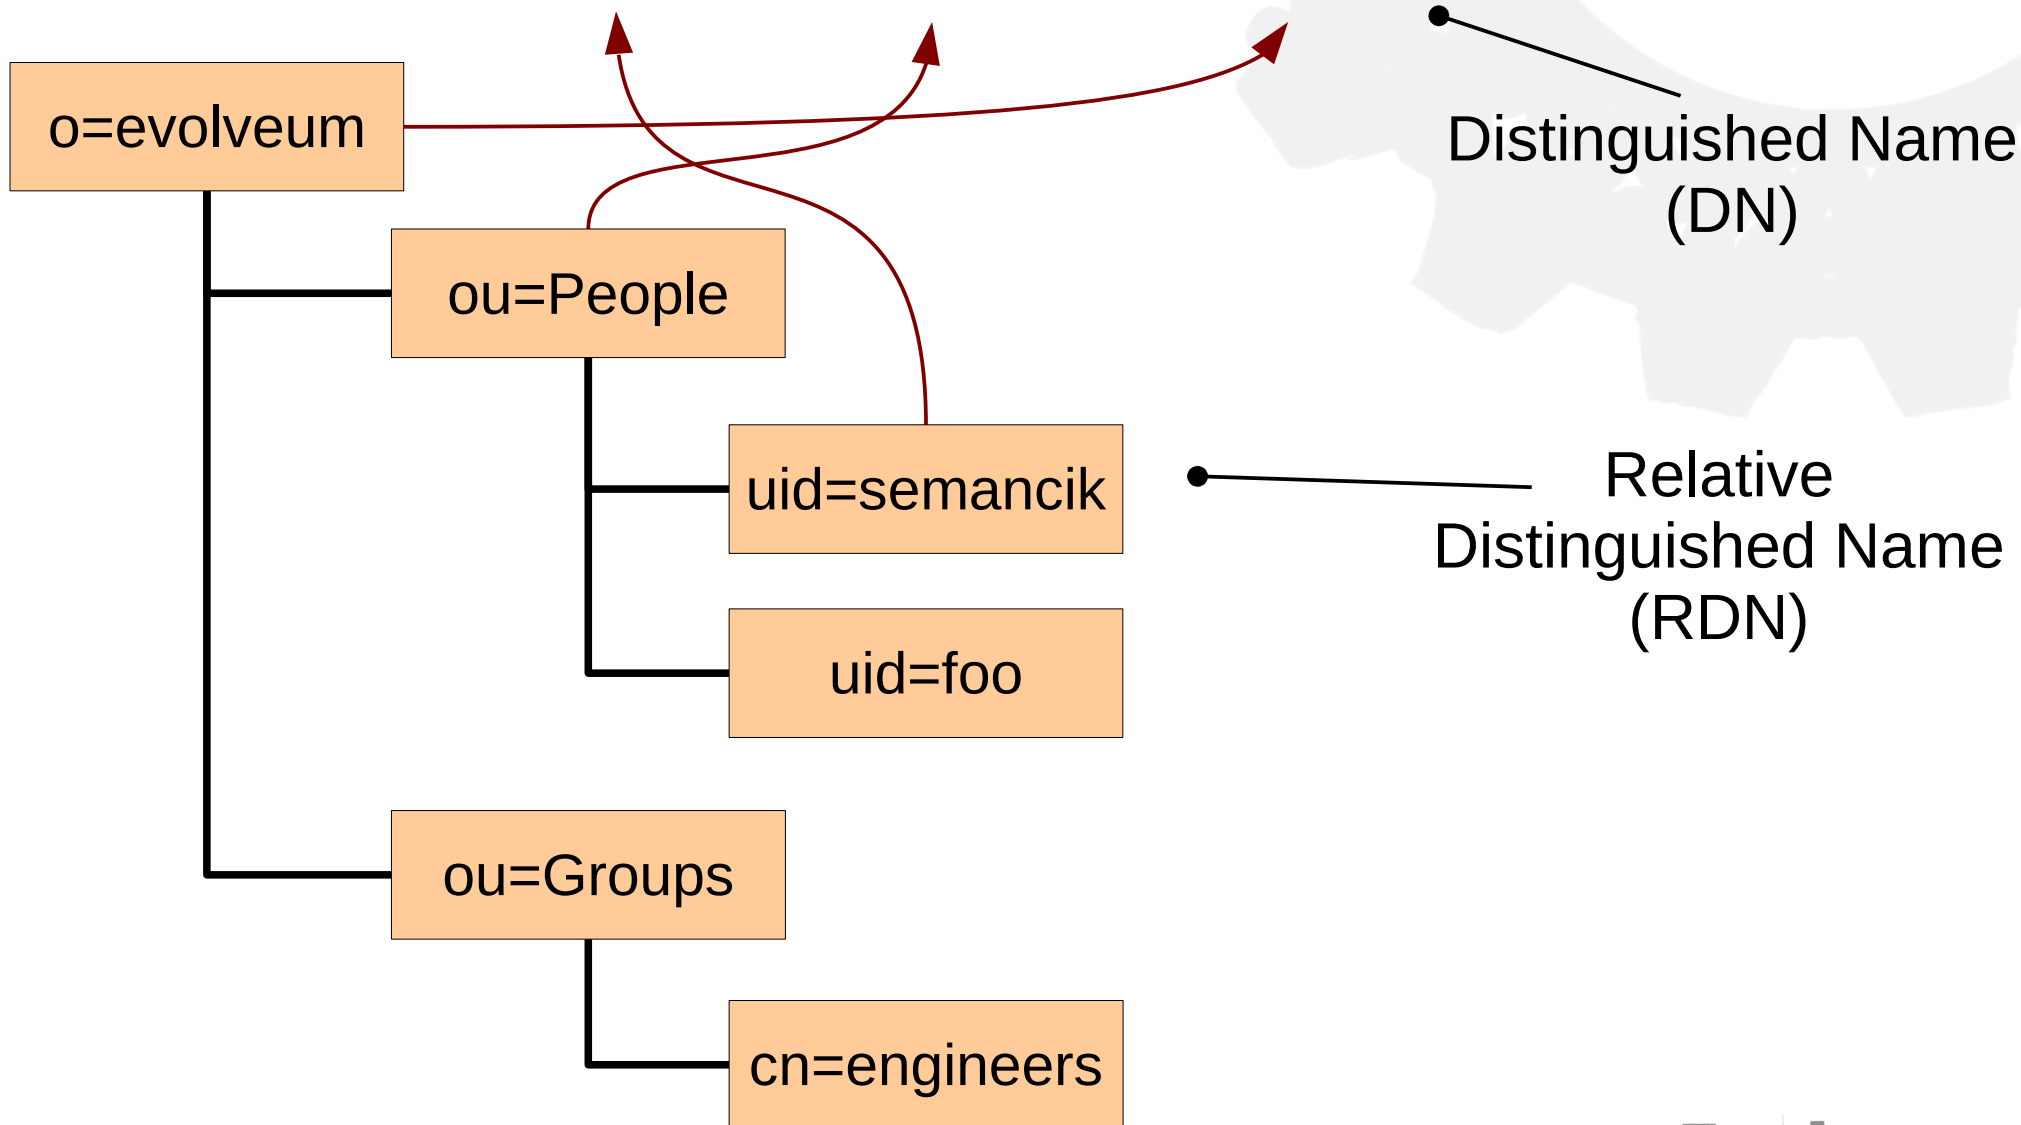 o=evolveum
Distinguished Name
(DN)
ou=People
uid=semancik
Relative
Distinguished Name
(RDN)
uid=foo
ou=Groups
cn=engineers